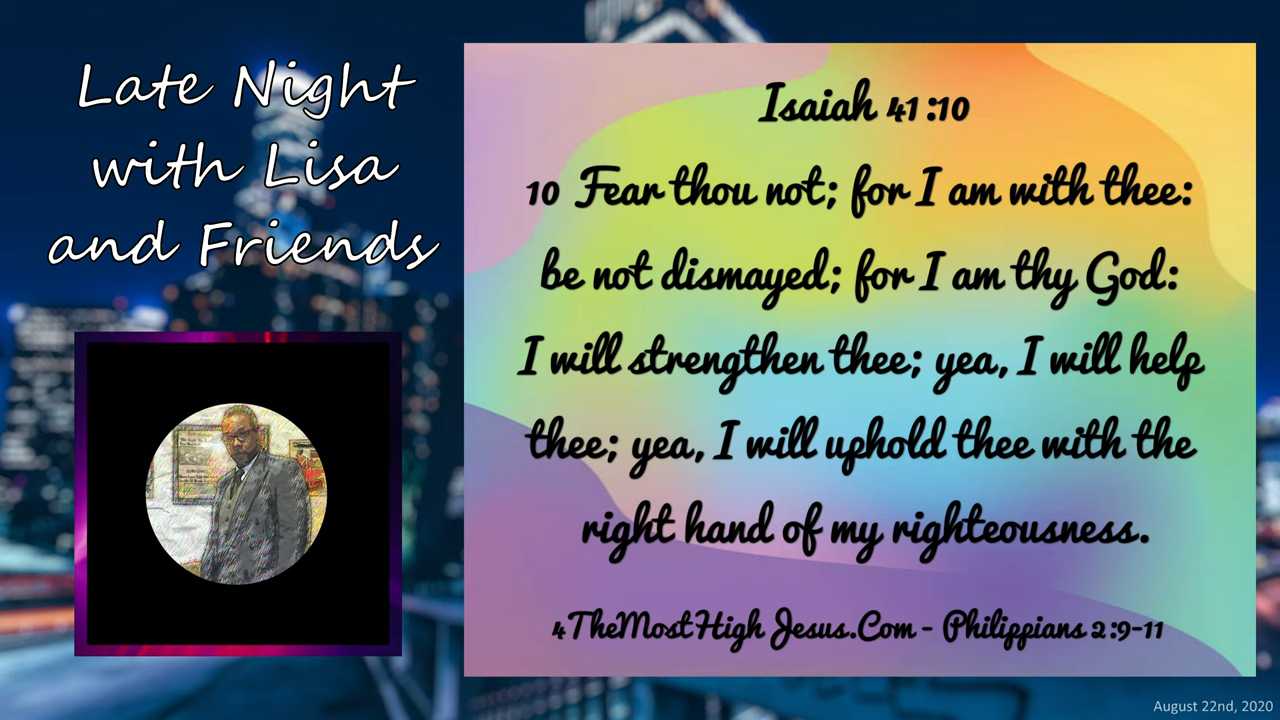 Late Night
with Lisa
and Friends
Isaiah 41:10
10 Fear thou not; for I am with thee:
be not dismayed; for I am thy God:
I will strengthen thee; yea, I will help
thee; yea, I will uphold thee with the
right hand of my righteousness.
4TheMostHigh Jesus.Com - Philippians 2:9-11
August 22nd, 2020